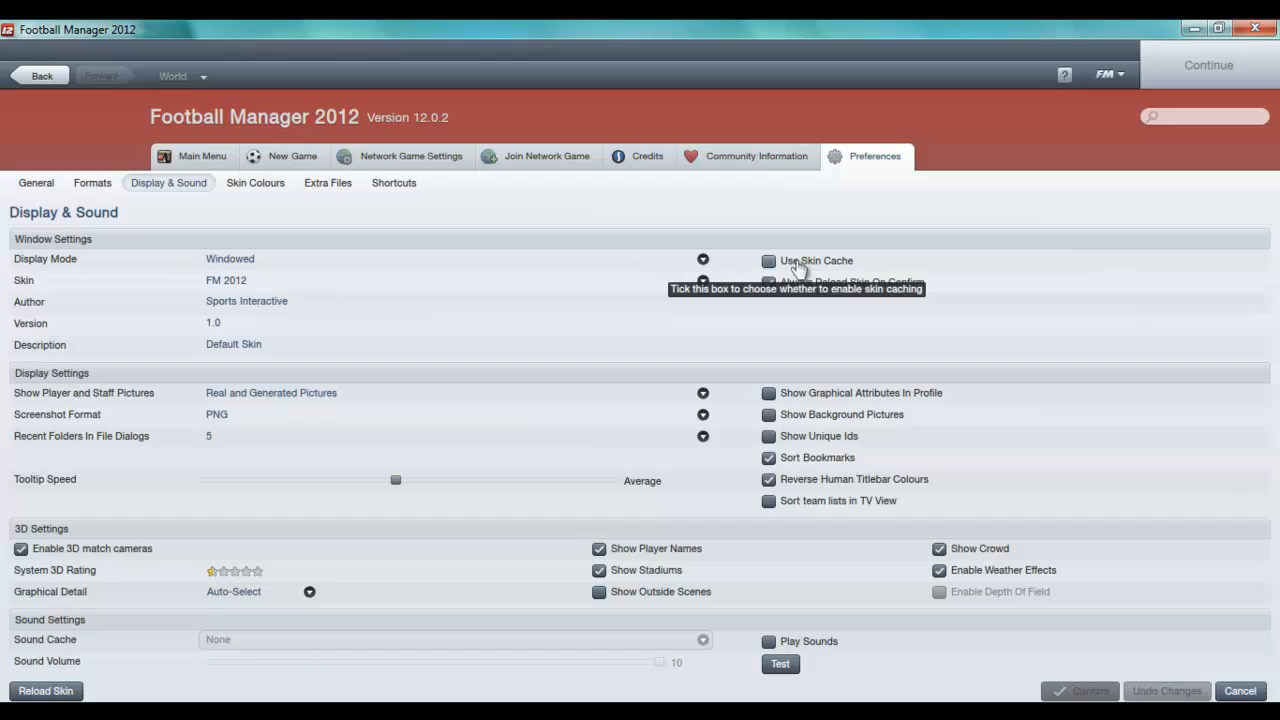 Football Manager 2012
Back Forward World ? FM Continue
Football Manager 2012 Version 12.0.2
Main Menu New Game Network Game Settings Join Network Game Credits Community Information Preferences
General Formats Display & Sound Skin Colours Extra Files Shortcuts
Display & Sound
Window Settings
Display Mode Windowed Use Skin Cache
Skin FM 2012 Always Reload Skin On Confirm
Tick this box to choose whether to enable skin caching
Author Sports Interactive
Version 1.0
Description Default Skin
Display Settings
Show Player and Staff Pictures Real and Generated Pictures Show Graphical Attributes In Profile
Screenshot Format PNG Show Background Pictures
Recent Folders In File Dialogs 5 Show Unique Ids
Sort Bookmarks
Tooltip Speed Average Reverse Human Titlebar Colours
Sort team lists in TV View
3D Settings
Enable 3D match cameras Show Player Names Show Crowd
System 3D Rating Show Stadiums Enable Weather Effects
Graphical Detail Auto-Select Show Outside Scenes Enable Depth Of Field
Sound Settings
Sound Cache None Play Sounds
Sound Volume 10 Test
Reload Skin Confirm Undo Changes Cancel